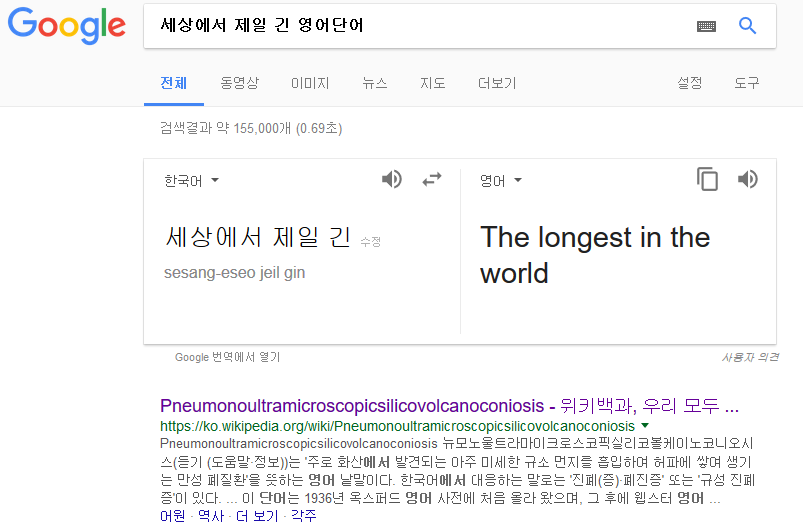 Google
세상에서 제일 긴 영어단어
전체 동영상 이미지 뉴스 지도 더보기 설정 도구
검색결과 약 155,000개 (0.69초)
한국어 영어
세상에서 제일 긴 수정
sesang-eseo jeil gin
The longest in the
world
Google 번역에서 열기
사용자 의견
Pneumonoultramicroscopicsilicovolcanoconiosis - 위키백과, 우리 모두 ...
https://ko.wikipedia.org/wiki/Pneumonoultramicroscopicsilicovolcanoconiosis
Pneumonoultramicroscopicsilicovolcanoconiosis 뉴모노울트라마이크로스코픽실리코볼케이노코니오시
스(듣기 (도움말·정보))는 '주로 화산에서 발견되는 아주 미세한 규소 먼지를 흡입하여 허파에 쌓여 생기
는 만성 폐질환'을 뜻하는 영어 낱말이다. 한국어에서 대응하는 말로는 '진폐(증)·폐진증' 또는 '규성 진폐
증'이 있다. ... 이 단어는 1936년 옥스퍼드 영어 사전에 처음 올라 왔으며, 그 후에 웹스터 영어 ...
어원 · 역사 · 더 보기 · 각주